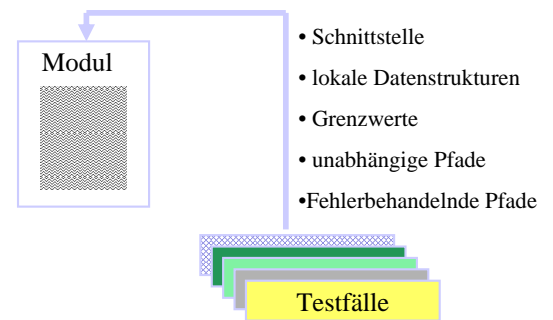 Modul
• Schnittstelle
• lokale Datenstrukturen
• Grenzwerte
• unabhängige Pfade
•Fehlerbehandelnde Pfade
Testfälle